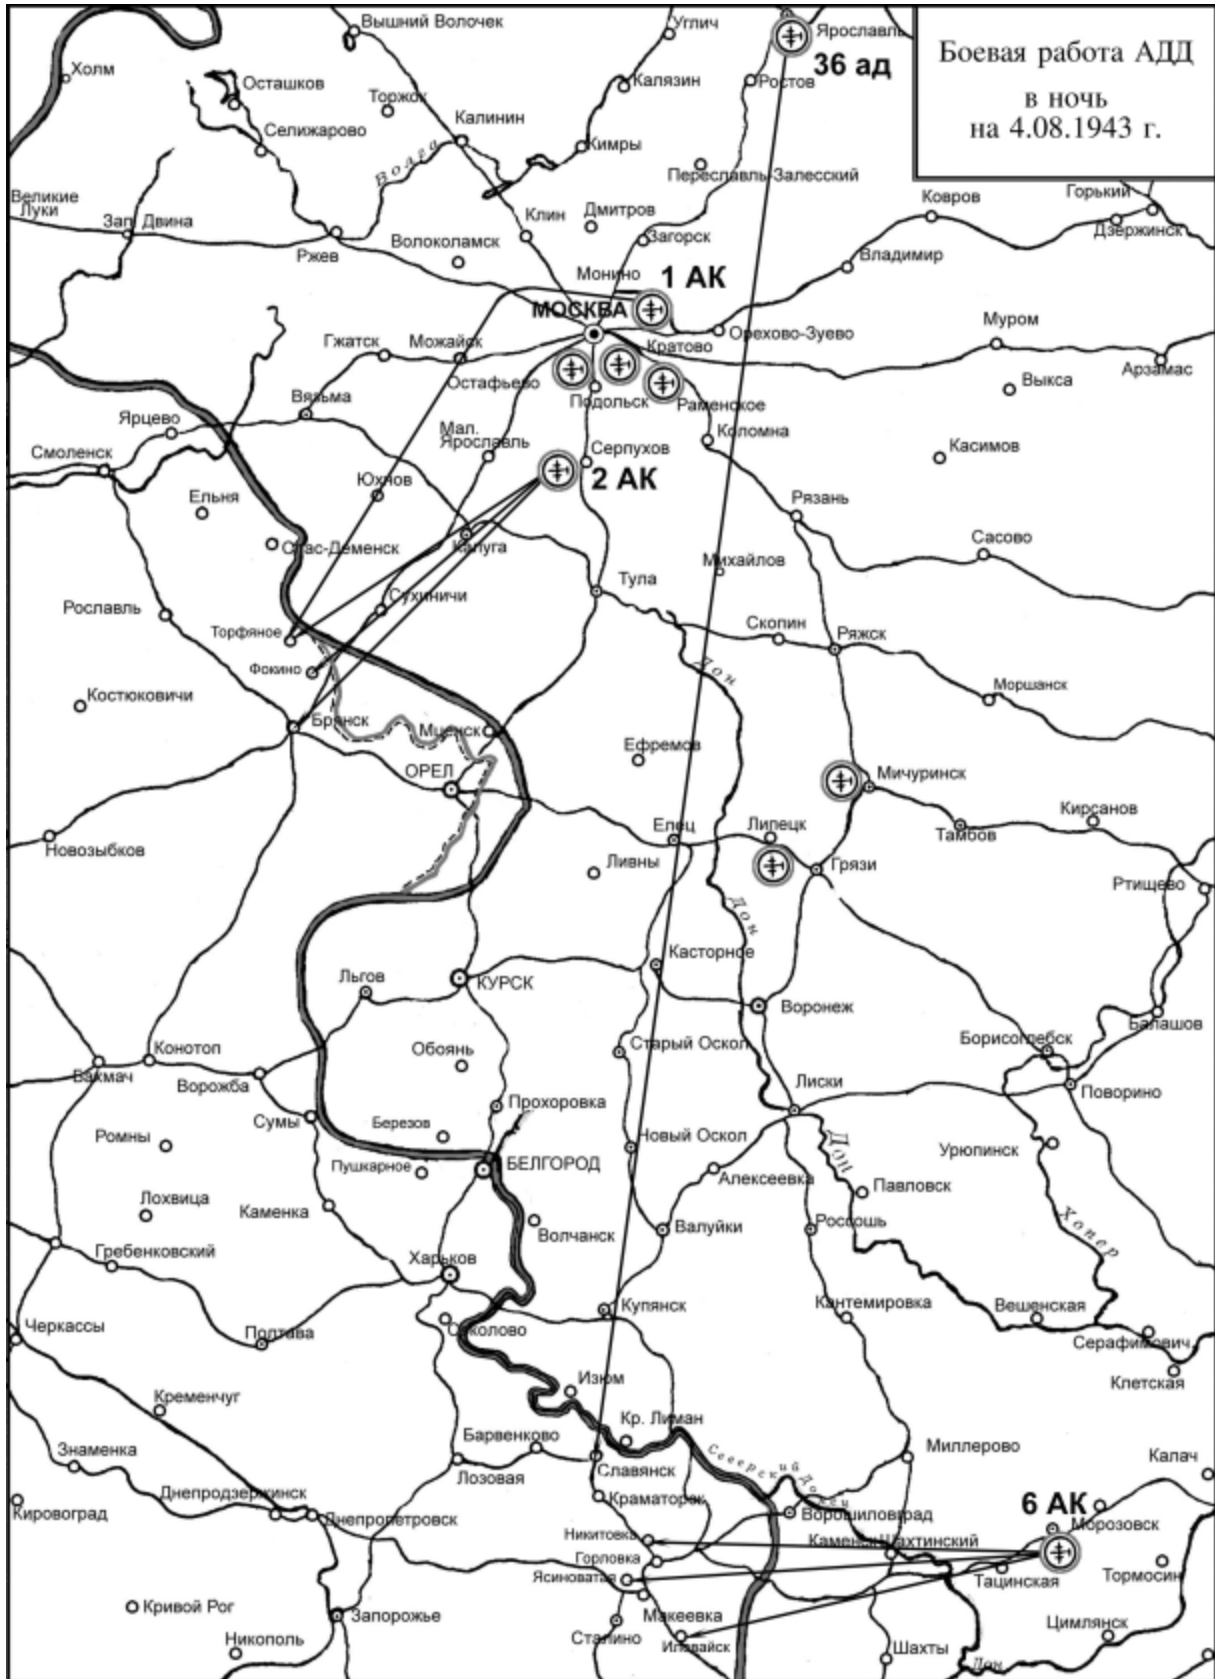 Боевая работа АДД
в ночь
на 4.08.1943 г.
Вышний Волочек
Углич
Ярославль
36 ад
Холм
Осташков
Торжок
Калязин
Ростов
Селижарово
Калинин
Кимры
Волга
Переславль-Залесский
Великие
Луки
Зап. Двина
Ржев
Клин
Дмитров
Волоколамск
Загорск
Ковров
Горький
Дзержинск
Владимир
Монино
1 АК
МОСКВА
Гжатск
Можайск
Кратово
Орехово-Зуево
Муром
Остафьево
Подольск
Раменское
Выкса
Арзамас
Вязьма
Ярцево
Мал.
Ярославль
Серпухов
Коломна
Касимов
Смоленск
2 АК
Юхнов
Ельня
Рязань
Спас-Деменск
Калуга
Сасово
Михайлов
Тула
Рославль
Сухиничи
Торфяное
Скопин
Ряжск
Фокино
Дон
Костюковичи
Моршанск
Брянск
Мценск
Ефремов
ОРЕЛ
Мичуринск
Кирсанов
Новозыбков
Елец
Липецк
Тамбов
Ливны
Грязи
Ртищево
Дон
Касторное
Льгов
КУРСК
Воронеж
Балашов
Конотоп
Обоянь
Старый Оскол
Борисоглебск
Бахмач
Ворожба
Лиски
Поворино
Сумы
Прохоровка
Березов
Ромны
Новый Оскол
Дон
Урюпинск
Пушкарное
БЕЛГОРОД
Алексеевка
Павловск
Лохвица
Каменка
Волчанск
Валуйки
Россошь
Хопер
Гребенковский
Харьков
Купянск
Кантемировка
Вешенская
Черкассы
Полтава
Соколово
Серафимович
Клетская
Изюм
Кременчуг
Кр. Лиман
Барвенково
Северский Донец
Миллерово
Калач
Знаменка
Лозовая
Славянск
Днепродзержинск
Краматорск
6 АК
Кировоград
Днепропетровск
Никитовка
Ворошиловград
Морозовск
Горловка
Каменск-Шахтинский
Ясиноватая
Тацинская
Тормосин
Кривой Рог
Запорожье
Макеевка
Сталино
Иловайск
Цимлянск
Никополь
Шахты
Дон